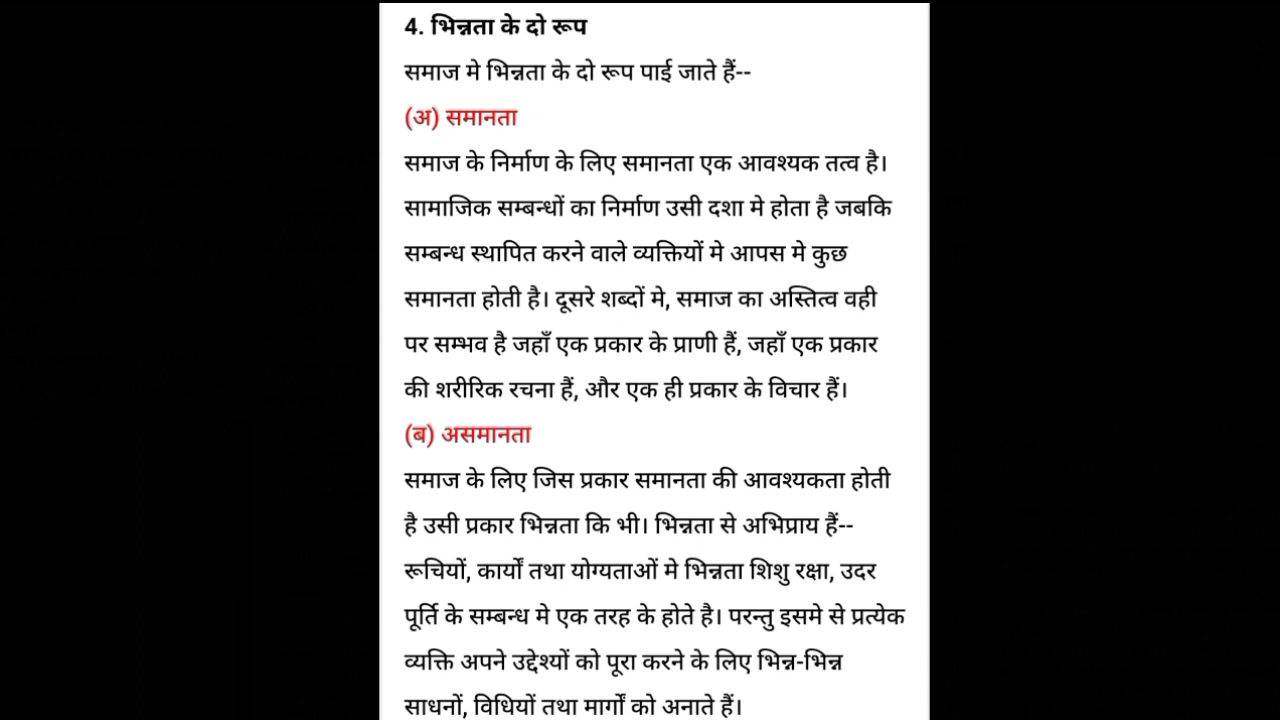 4. भिन्नता के दो रूप
समाज मे भिन्नता के दो रूप पाई जाते हैं--
(अ) समानता
समाज के निर्माण के लिए समानता एक आवश्यक तत्व है।
सामाजिक सम्बन्धों का निर्माण उसी दशा मे होता है जबकि
सम्बन्ध स्थापित करने वाले व्यक्तियों मे आपस मे कुछ
समानता होती है। दूसरे शब्दों मे, समाज का अस्तित्व वही
पर सम्भव है जहाँ एक प्रकार के प्राणी हैं, जहाँ एक प्रकार
की शरीरिक रचना हैं, और एक ही प्रकार के विचार हैं।
(ब) असमानता
समाज के लिए जिस प्रकार समानता की आवश्यकता होती
है उसी प्रकार भिन्नता कि भी। भिन्नता से अभिप्राय हैं--
रूचियों, कार्यों तथा योग्यताओं मे भिन्नता शिशु रक्षा, उदर
पूर्ति के सम्बन्ध मे एक तरह के होते है। परन्तु इसमे से प्रत्येक
व्यक्ति अपने उद्देश्यों को पूरा करने के लिए भिन्न-भिन्न
साधनों, विधियों तथा मार्गों को अनाते हैं।